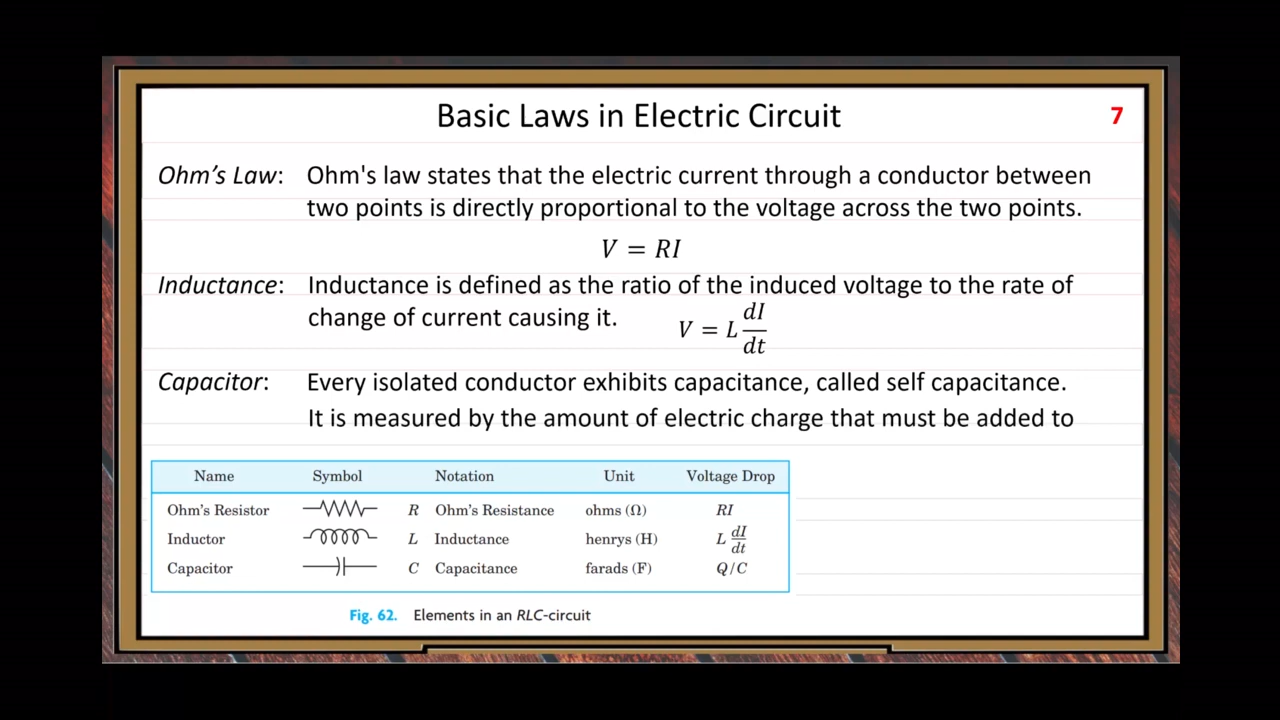 Basic Laws in Electric Circuit
7
Ohm's Law: Ohm's law states that the electric current through a conductor between
two points is directly proportional to the voltage across the two points.
V = RI
Inductance: Inductance is defined as the ratio of the induced voltage to the rate of
change of current causing it. V = L dI/dt
Capacitor: Every isolated conductor exhibits capacitance, called self capacitance.
It is measured by the amount of electric charge that must be added to
Name Symbol Notation Unit Voltage Drop
Ohm's Resistor R Ohm's Resistance ohms (Ω) RI
Inductor L Inductance henrys (H) L dI/dt
Capacitor C Capacitance farads (F) Q/C
Fig. 62. Elements in an RLC-circuit